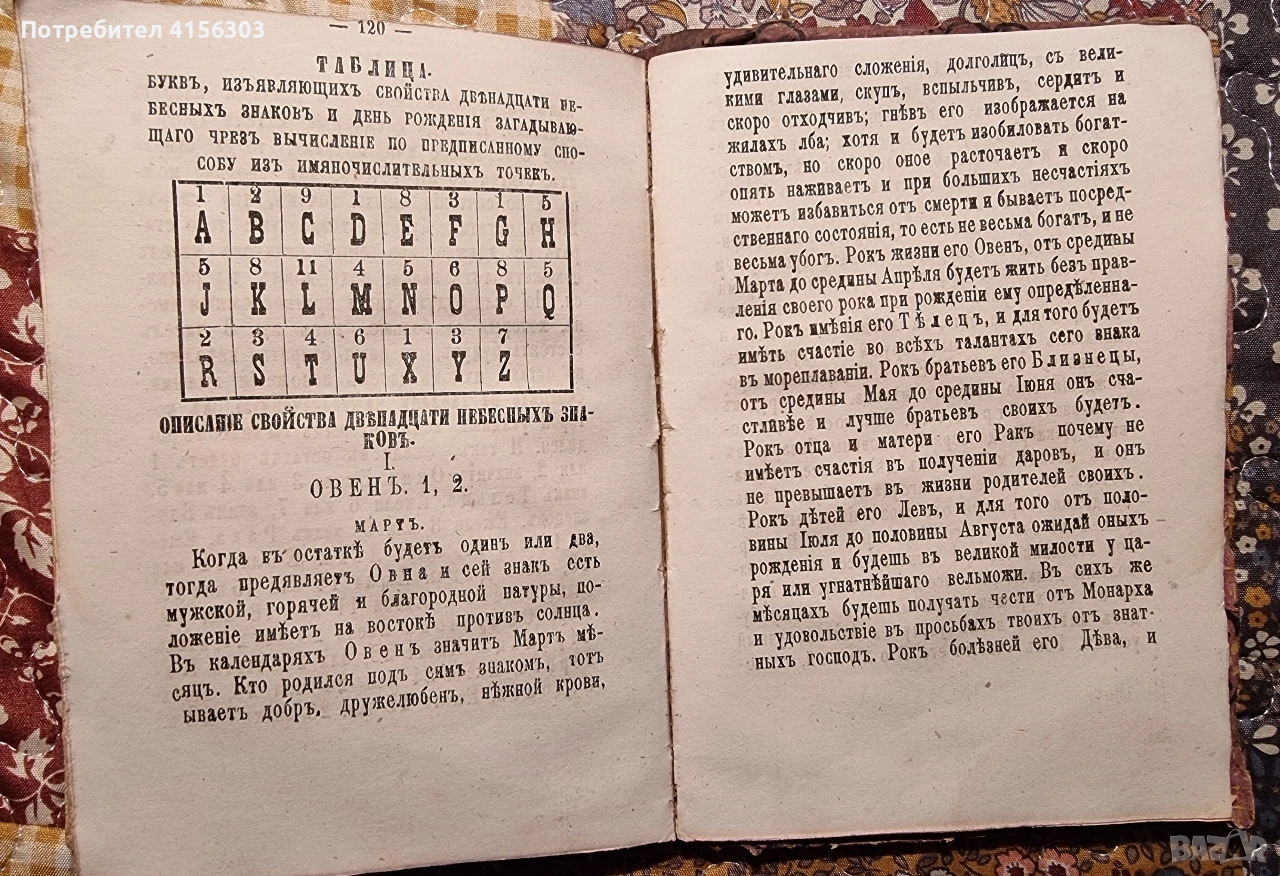 Потребител 4156303
— 120 —
ТАБЛИЦА.
БУКВЪ, ИЗЪЯВЛЯЮЩИХЪ СВОЙСТВА ДВѢНАДЦАТИ НЕ-
БЕСНЫХЪ ЗНАКОВЪ И ДЕНЬ РОЖДЕНІЯ ЗАГАДЫВАЮ-
ЩАГО ЧРЕЗЪ ВЫЧИСЛЕНІЕ ПО ПРЕДПИСАННОМУ СПО-
СОБУ ИЗЪ ИМЯНОЧИСЛИТЕЛЬНЫХЪ ТОЧЕКЪ.
1 2 9 1 8 3 1 5
A B C D E F G H
5 8 11 4 5 6 8 5
J K L M N O P Q
2 3 4 6 1 3 7
R S T U X Y Z
ОПИСАНІЕ СВОЙСТВА ДВѢНАДЦАТИ НЕБЕСНЫХЪ ЗНА-
КОВЪ.
I.
ОВЕНЪ. 1, 2.
МАРТЪ.
Когда въ остаткѣ будетъ одинъ или два,
тогда предявляетъ Овна и сей знакъ есть
мужской, горячей и благородной натуры, по-
ложеніе имѣетъ на востокѣ противъ солнца.
Въ календаряхъ Овенъ значитъ Мартъ мѣ-
сяцъ. Кто родился подъ симъ знакомъ, тотъ
ываетъ добръ, дружелюбенъ, нѣжной крови,
удивительнаго сложенія, долголицъ, съ вели-
кими глазами, скупъ, вспыльчивъ, сердитъ и
скоро отходчивъ; гнѣвъ его изображается на
жилахъ лба; хотя и будетъ изобиловать богат-
ствомъ, но скоро оное расточаетъ и скоро
опять наживаетъ и при большихъ несчастіяхъ
можетъ избавиться отъ смерти и бываетъ посред-
ственнаго состоянія, то есть не весьма богатъ, и не
весьма убогъ. Рокъ жизни его Овенъ, отъ средины
Марта до средины Апрѣля будетъ жить безъ прав-
ленія своего рока при рожденіи ему опредѣленна-
го. Рокъ имѣнія его Тѣлецъ, и для того будетъ
имѣть счастіе во всѣхъ талантахъ сего знака
въ мореплаваніи. Рокъ братьевъ его Близнецы,
отъ средины Мая до средины Іюня онъ сча-
стливѣе и лучше братьевъ своихъ будетъ.
Рокъ отца и матери его Ракъ почему не
имѣетъ счастія въ полученіи даровъ, и онъ
не превышаетъ въ жизни родителей своихъ.
Рокъ дѣтей его Левъ, и для того отъ поло-
вины Іюля до половины Августа ожидай оныхъ
рожденія и будешь въ великой милости у ца-
ря или угнатнѣйшаго вельможи. Въ сихъ же
мѣсяцахъ будешь получать чести отъ Монарха
и удовольствіе въ просьбахъ твоихъ отъ знат-
ныхъ господъ. Рокъ болѣзней его Дѣва, и
BAZAR